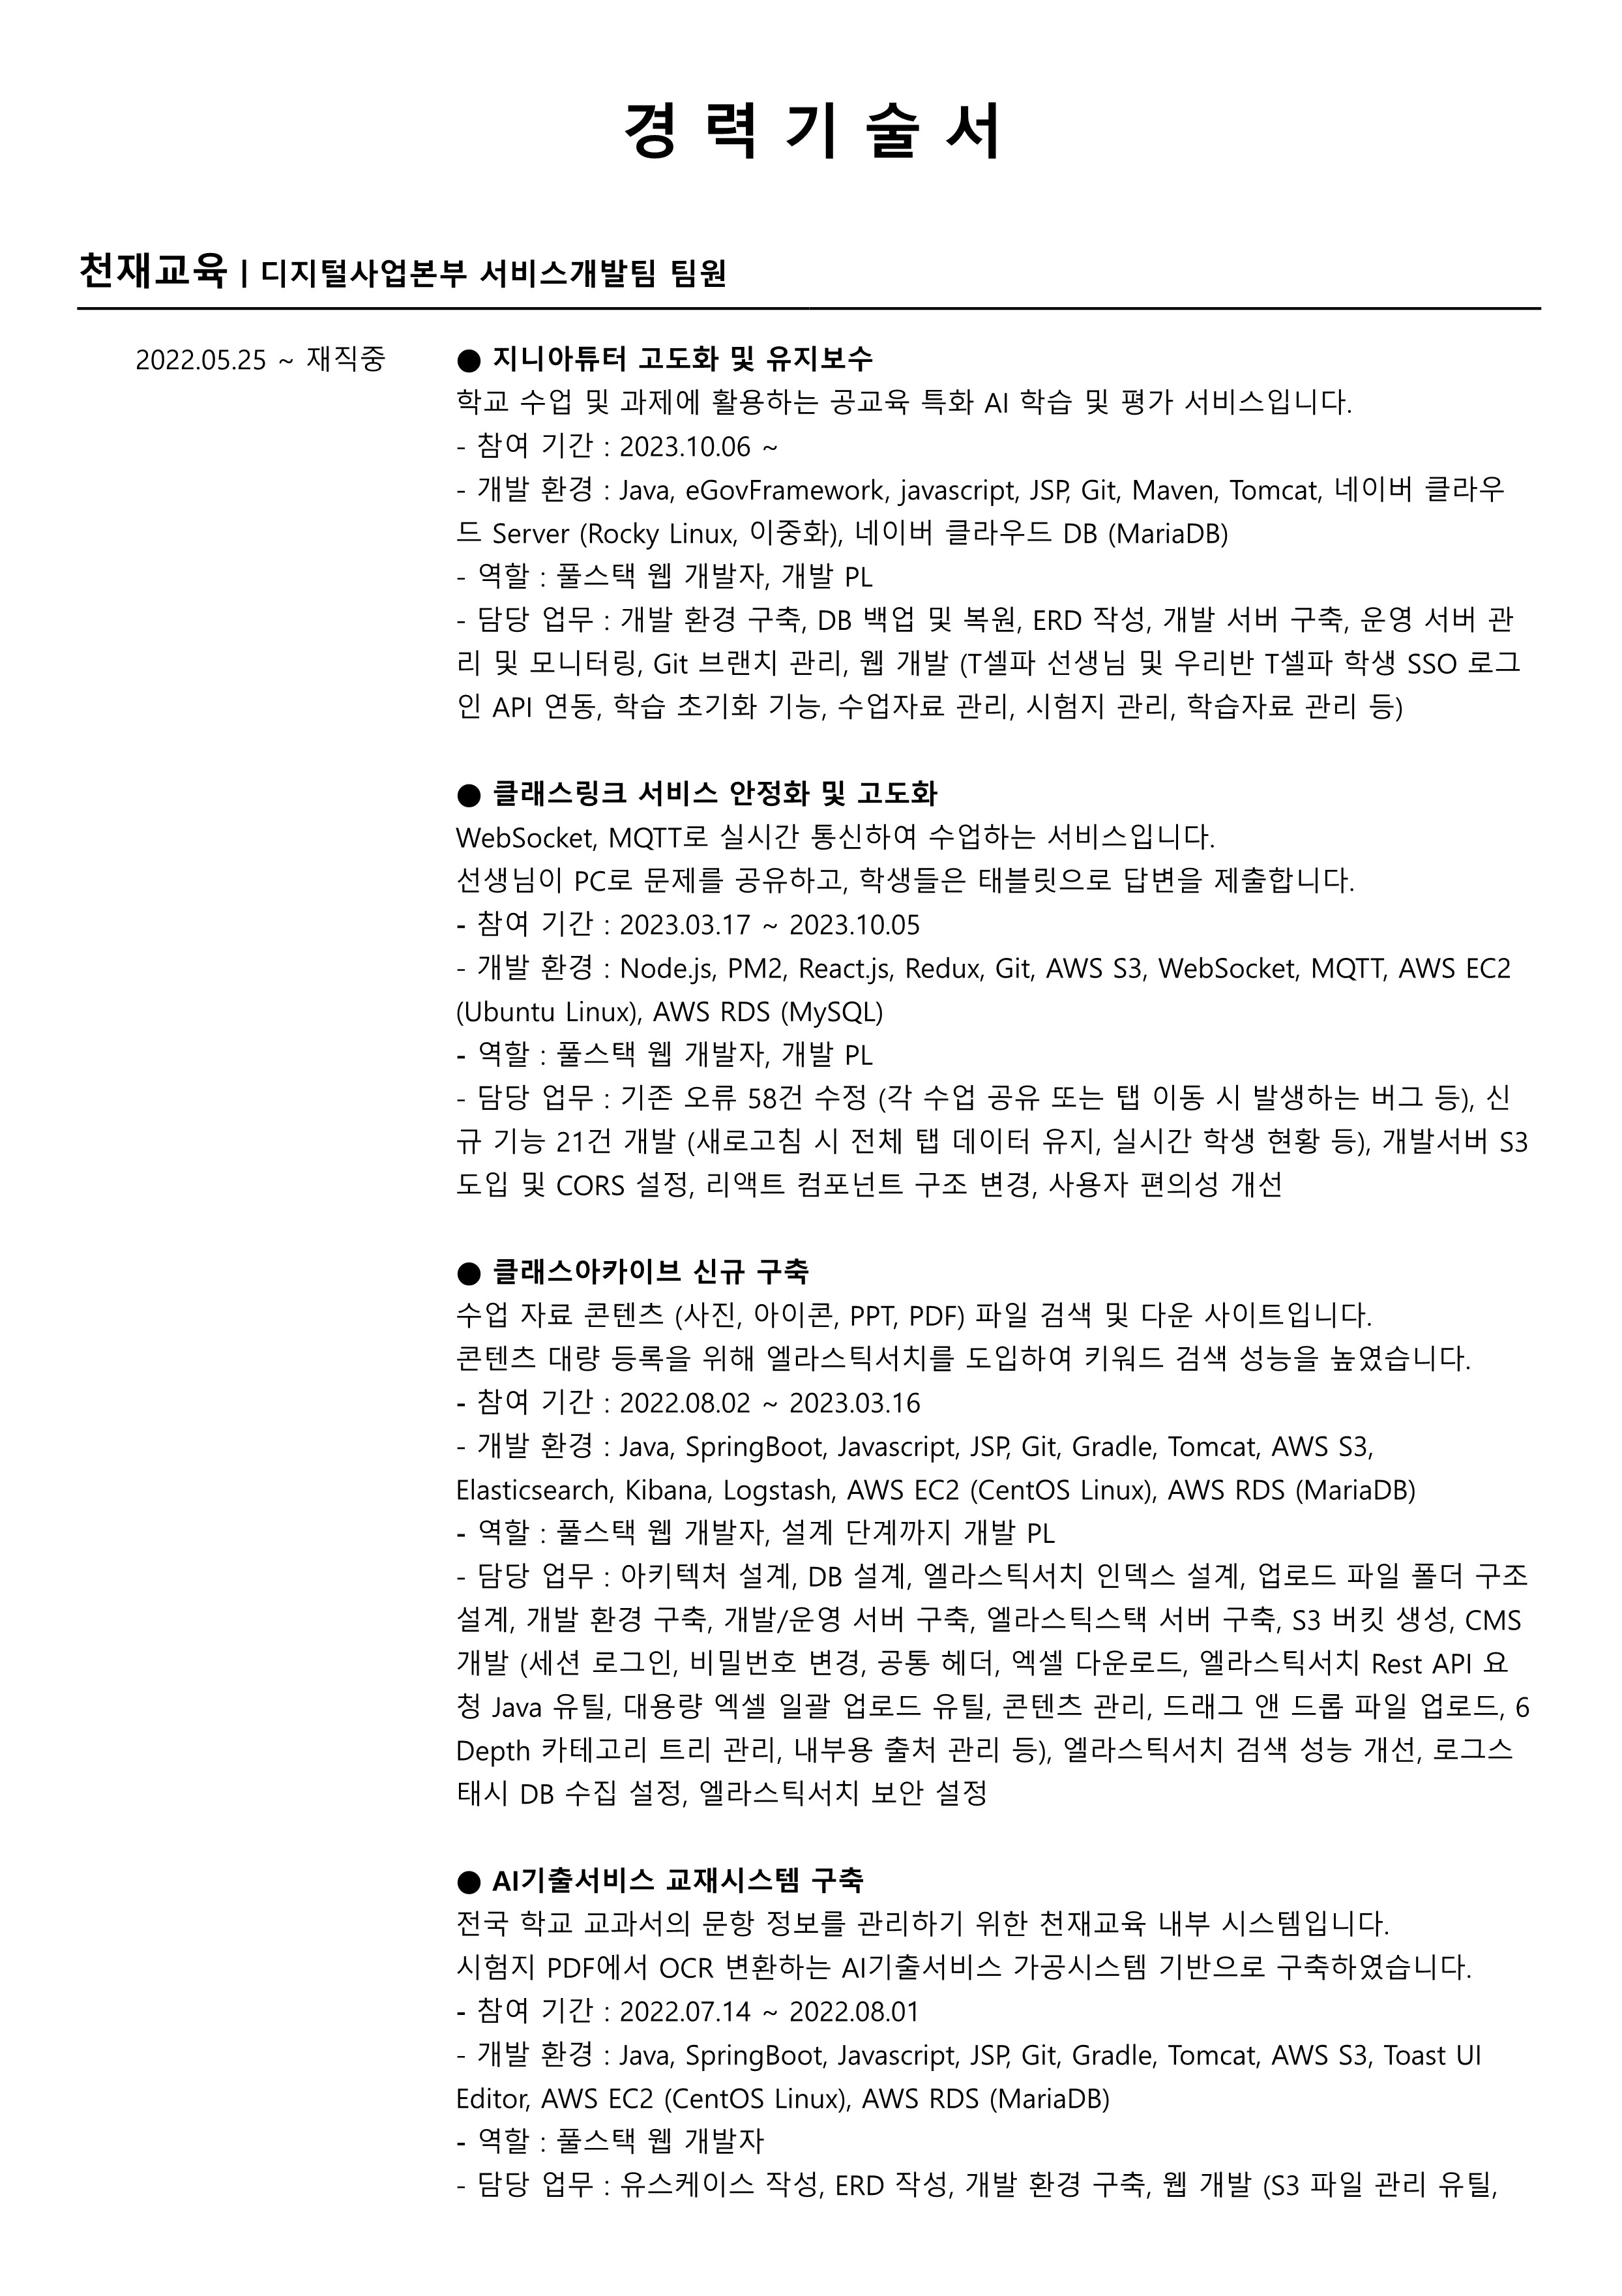 경 력 기 술 서
천재교육 | 디지털사업본부 서비스개발팀 팀원
2022.05.25 ~ 재직중
● 지니아튜터 고도화 및 유지보수
학교 수업 및 과제에 활용하는 공교육 특화 AI 학습 및 평가 서비스입니다.
- 참여 기간 : 2023.10.06 ~
- 개발 환경 : Java, eGovFramework, javascript, JSP, Git, Maven, Tomcat, 네이버 클라우
드 Server (Rocky Linux, 이중화), 네이버 클라우드 DB (MariaDB)
- 역할 : 풀스택 웹 개발자, 개발 PL
- 담당 업무 : 개발 환경 구축, DB 백업 및 복원, ERD 작성, 개발 서버 구축, 운영 서버 관
리 및 모니터링, Git 브랜치 관리, 웹 개발 (T셀파 선생님 및 우리반 T셀파 학생 SSO 로그
인 API 연동, 학습 초기화 기능, 수업자료 관리, 시험지 관리, 학습자료 관리 등)
● 클래스링크 서비스 안정화 및 고도화
WebSocket, MQTT로 실시간 통신하여 수업하는 서비스입니다.
선생님이 PC로 문제를 공유하고, 학생들은 태블릿으로 답변을 제출합니다.
- 참여 기간 : 2023.03.17 ~ 2023.10.05
- 개발 환경 : Node.js, PM2, React.js, Redux, Git, AWS S3, WebSocket, MQTT, AWS EC2
(Ubuntu Linux), AWS RDS (MySQL)
- 역할 : 풀스택 웹 개발자, 개발 PL
- 담당 업무 : 기존 오류 58건 수정 (각 수업 공유 또는 탭 이동 시 발생하는 버그 등), 신
규 기능 21건 개발 (새로고침 시 전체 탭 데이터 유지, 실시간 학생 현황 등), 개발서버 S3
도입 및 CORS 설정, 리액트 컴포넌트 구조 변경, 사용자 편의성 개선
● 클래스아카이브 신규 구축
수업 자료 콘텐츠 (사진, 아이콘, PPT, PDF) 파일 검색 및 다운 사이트입니다.
콘텐츠 대량 등록을 위해 엘라스틱서치를 도입하여 키워드 검색 성능을 높였습니다.
- 참여 기간 : 2022.08.02 ~ 2023.03.16
- 개발 환경 : Java, SpringBoot, Javascript, JSP, Git, Gradle, Tomcat, AWS S3,
Elasticsearch, Kibana, Logstash, AWS EC2 (CentOS Linux), AWS RDS (MariaDB)
- 역할 : 풀스택 웹 개발자, 설계 단계까지 개발 PL
- 담당 업무 : 아키텍처 설계, DB 설계, 엘라스틱서치 인덱스 설계, 업로드 파일 폴더 구조
설계, 개발 환경 구축, 개발/운영 서버 구축, 엘라스틱스택 서버 구축, S3 버킷 생성, CMS
개발 (세션 로그인, 비밀번호 변경, 공통 헤더, 엑셀 다운로드, 엘라스틱서치 Rest API 요
청 Java 유틸, 대용량 엑셀 일괄 업로드 유틸, 콘텐츠 관리, 드래그 앤 드롭 파일 업로드, 6
Depth 카테고리 트리 관리, 내부용 출처 관리 등), 엘라스틱서치 검색 성능 개선, 로그스
태시 DB 수집 설정, 엘라스틱서치 보안 설정
● AI기출서비스 교재시스템 구축
전국 학교 교과서의 문항 정보를 관리하기 위한 천재교육 내부 시스템입니다.
시험지 PDF에서 OCR 변환하는 AI기출서비스 가공시스템 기반으로 구축하였습니다.
- 참여 기간 : 2022.07.14 ~ 2022.08.01
- 개발 환경 : Java, SpringBoot, Javascript, JSP, Git, Gradle, Tomcat, AWS S3, Toast UI
Editor, AWS EC2 (CentOS Linux), AWS RDS (MariaDB)
- 역할 : 풀스택 웹 개발자
- 담당 업무 : 유스케이스 작성, ERD 작성, 개발 환경 구축, 웹 개발 (S3 파일 관리 유틸,